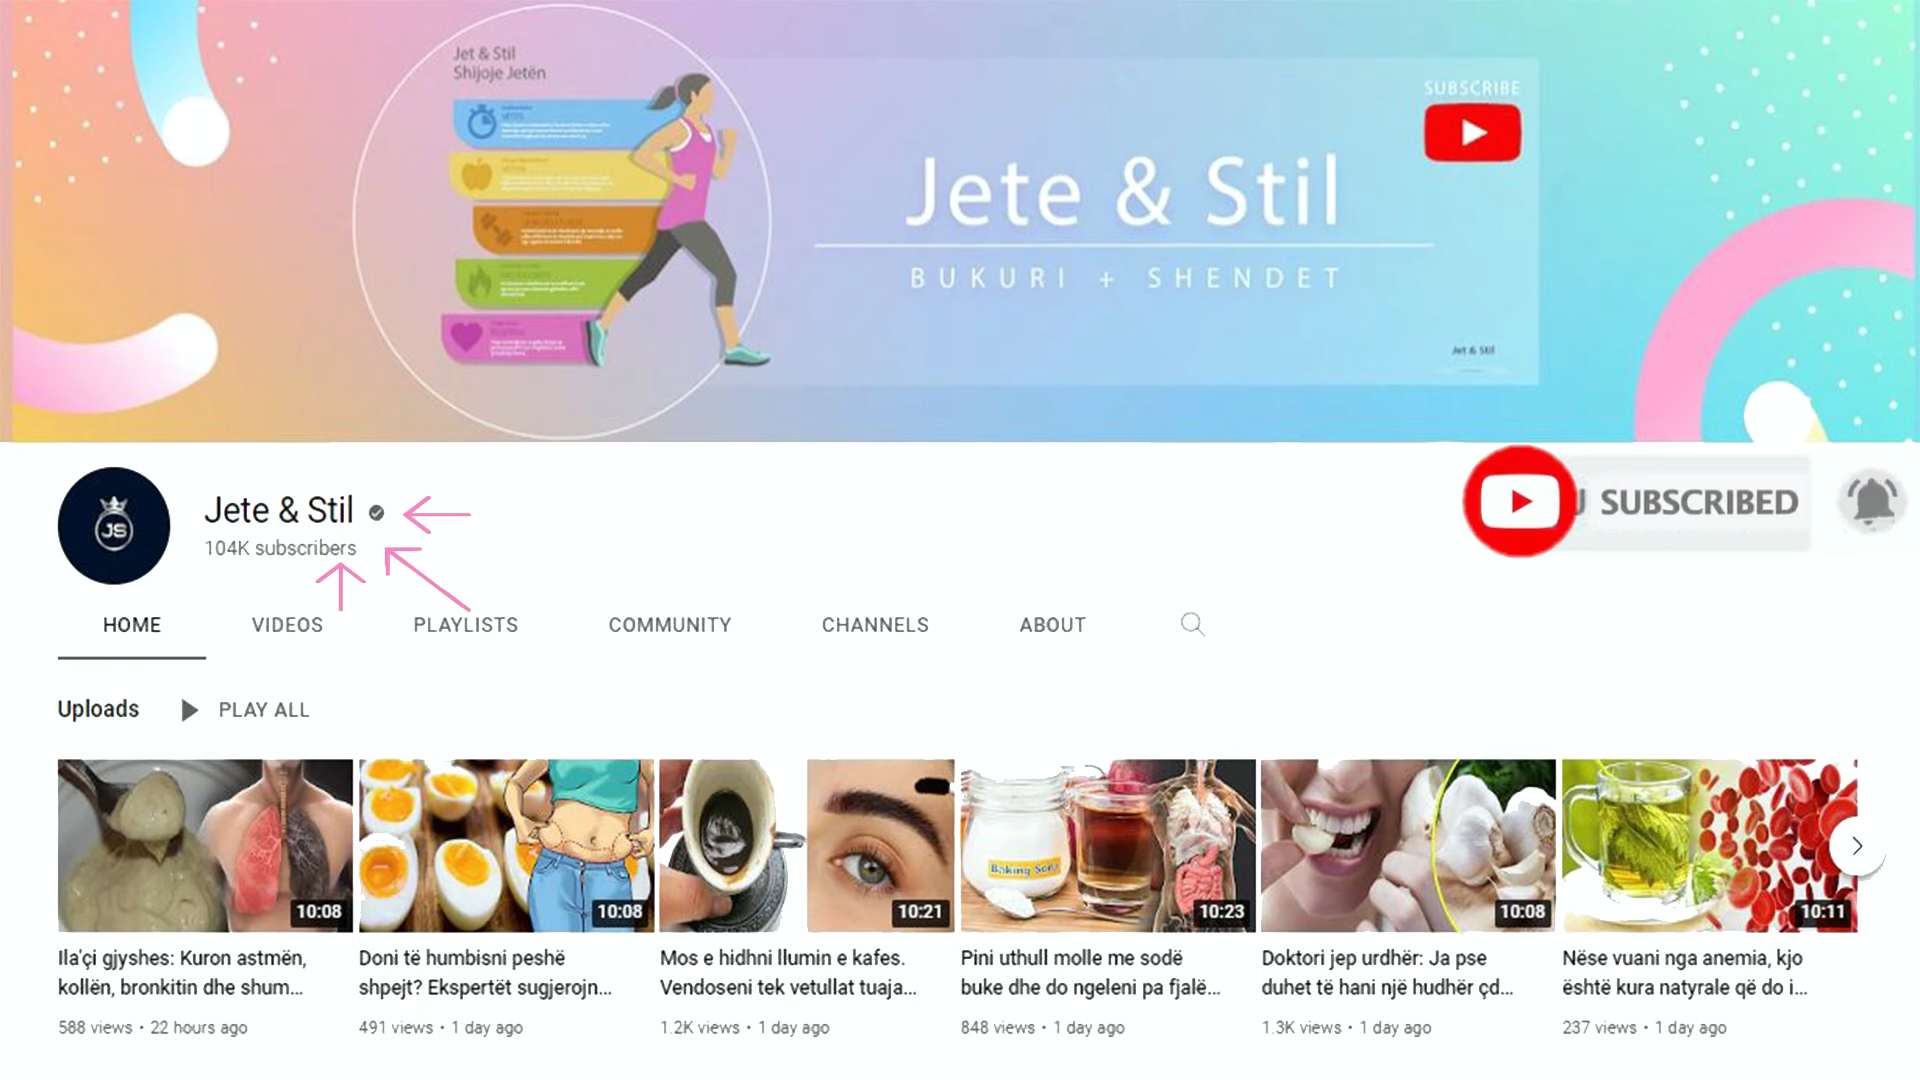 Jet & Stil
Shijoje Jetën
SUBSCRIBE
Jete & Stil
BUKURI + SHENDET
Jet & Stil
JS
Jete & Stil
104K subscribers
SUBSCRIBED
HOME VIDEOS PLAYLISTS COMMUNITY CHANNELS ABOUT
Uploads PLAY ALL
Baking Soda
10:08 10:08 10:21 10:23 10:08 10:11
Ila'çi gjyshes: Kuron astmën,
kollën, bronkitin dhe shum...
588 views • 22 hours ago
Doni të humbisni peshë
shpejt? Ekspertët sugjerojn...
491 views • 1 day ago
Mos e hidhni llumin e kafes.
Vendoseni tek vetullat tuaja...
1.2K views • 1 day ago
Pini uthull molle me sodë
buke dhe do ngeleni pa fjalë...
848 views • 1 day ago
Doktori jep urdhër: Ja pse
duhet të hani një hudhër çd...
1.3K views • 1 day ago
Nëse vuani nga anemia, kjo
është kura natyrale që do i...
237 views • 1 day ago